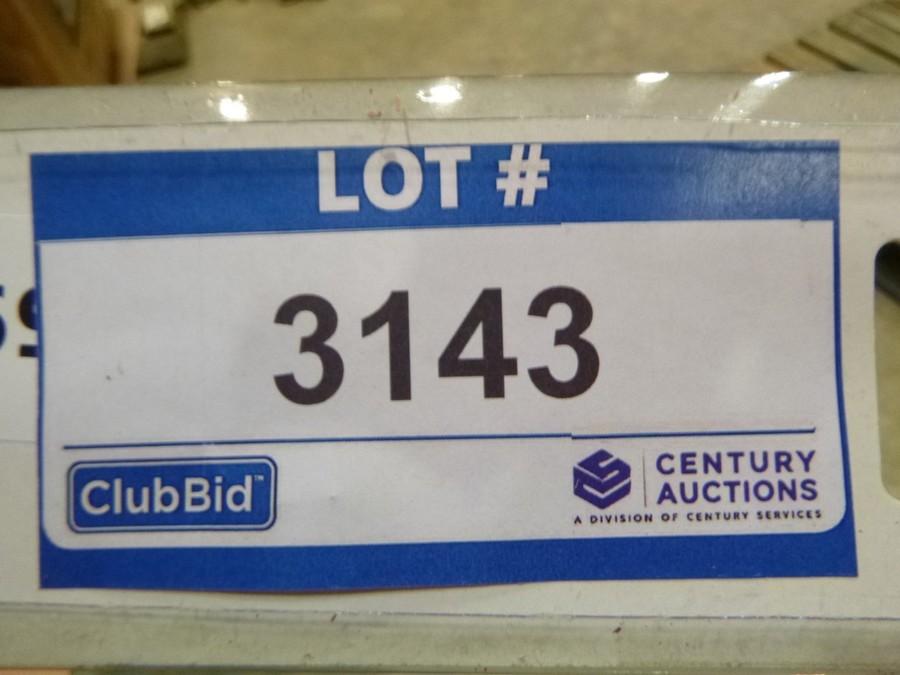 LOT #
3143
ClubBid™
CENTURY
AUCTIONS
A DIVISION OF CENTURY SERVICES